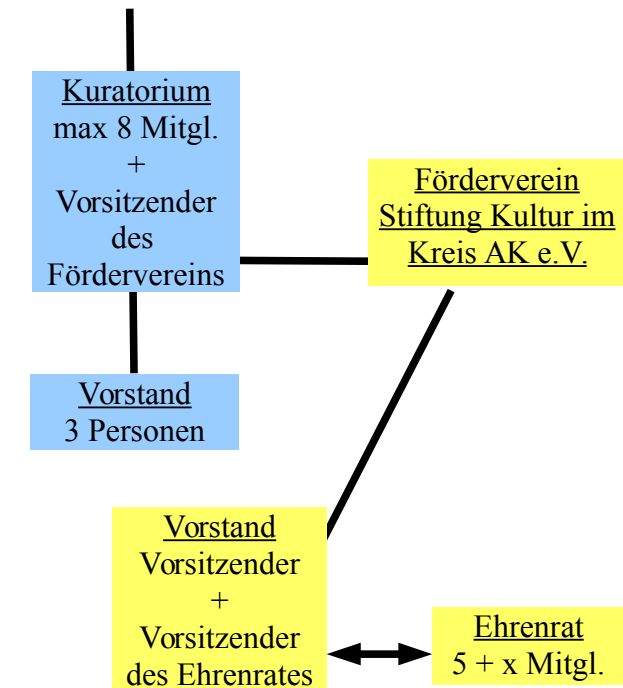 Kuratorium
max 8 Mitgl.
+
Vorsitzender
des
Fördervereins
Förderverein
Stiftung Kultur im
Kreis AK e.V.
Vorstand
3 Personen
Vorstand
Vorsitzender
+
Vorsitzender
des Ehrenrates
Ehrenrat
5 + x Mitgl.